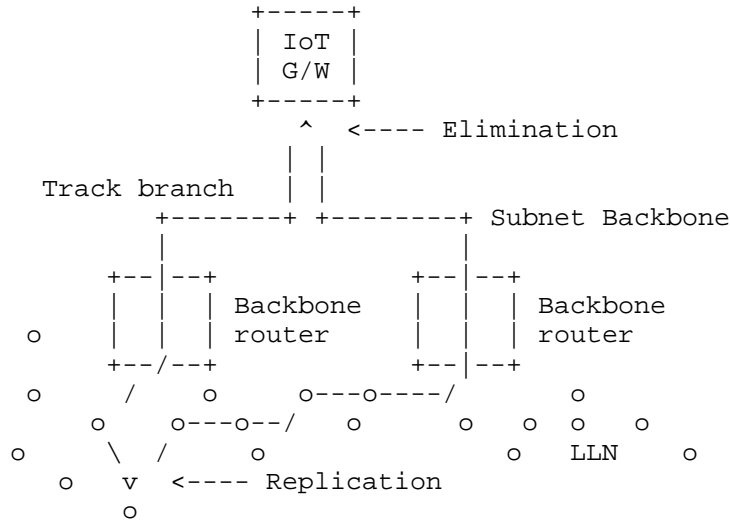 IoT
G/W
<---- Elimination
Track branch
Subnet Backbone
Backbone Backbone
router router
LLN
<---- Replication